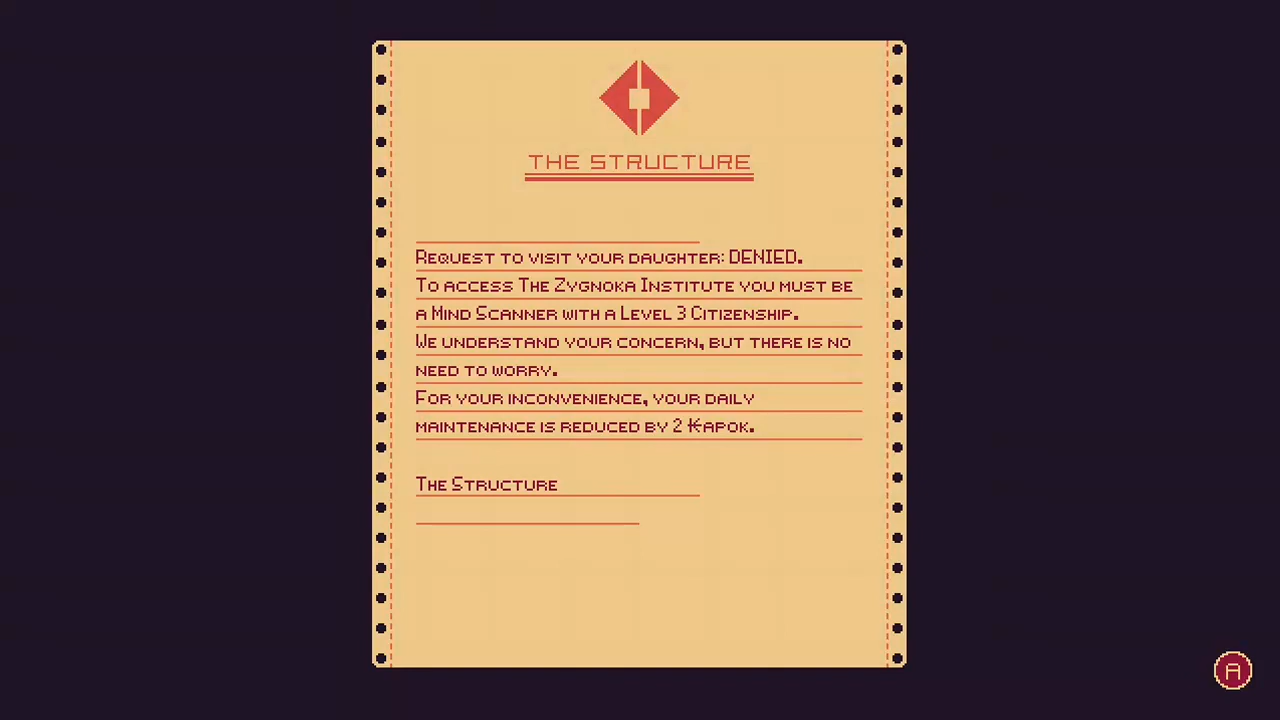 THE STRUCTURE
Request to visit your daughter: DENIED.
To access The Zygnoka Institute you must be
a Mind Scanner with a Level 3 Citizenship.
We understand your concern, but there is no
need to worry.
For your inconvenience, your daily
maintenance is reduced by 2 Kapok.
The Structure
A